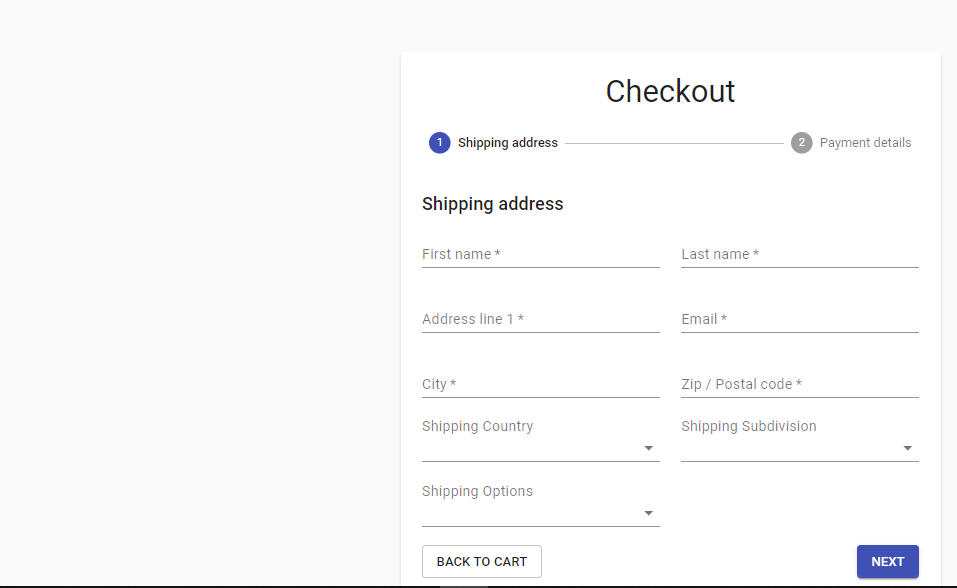 Checkout
1 Shipping address 2 Payment details
Shipping address
First name * Last name *
Address line 1 * Email *
City * Zip / Postal code *
Shipping Country Shipping Subdivision
Shipping Options
BACK TO CART NEXT